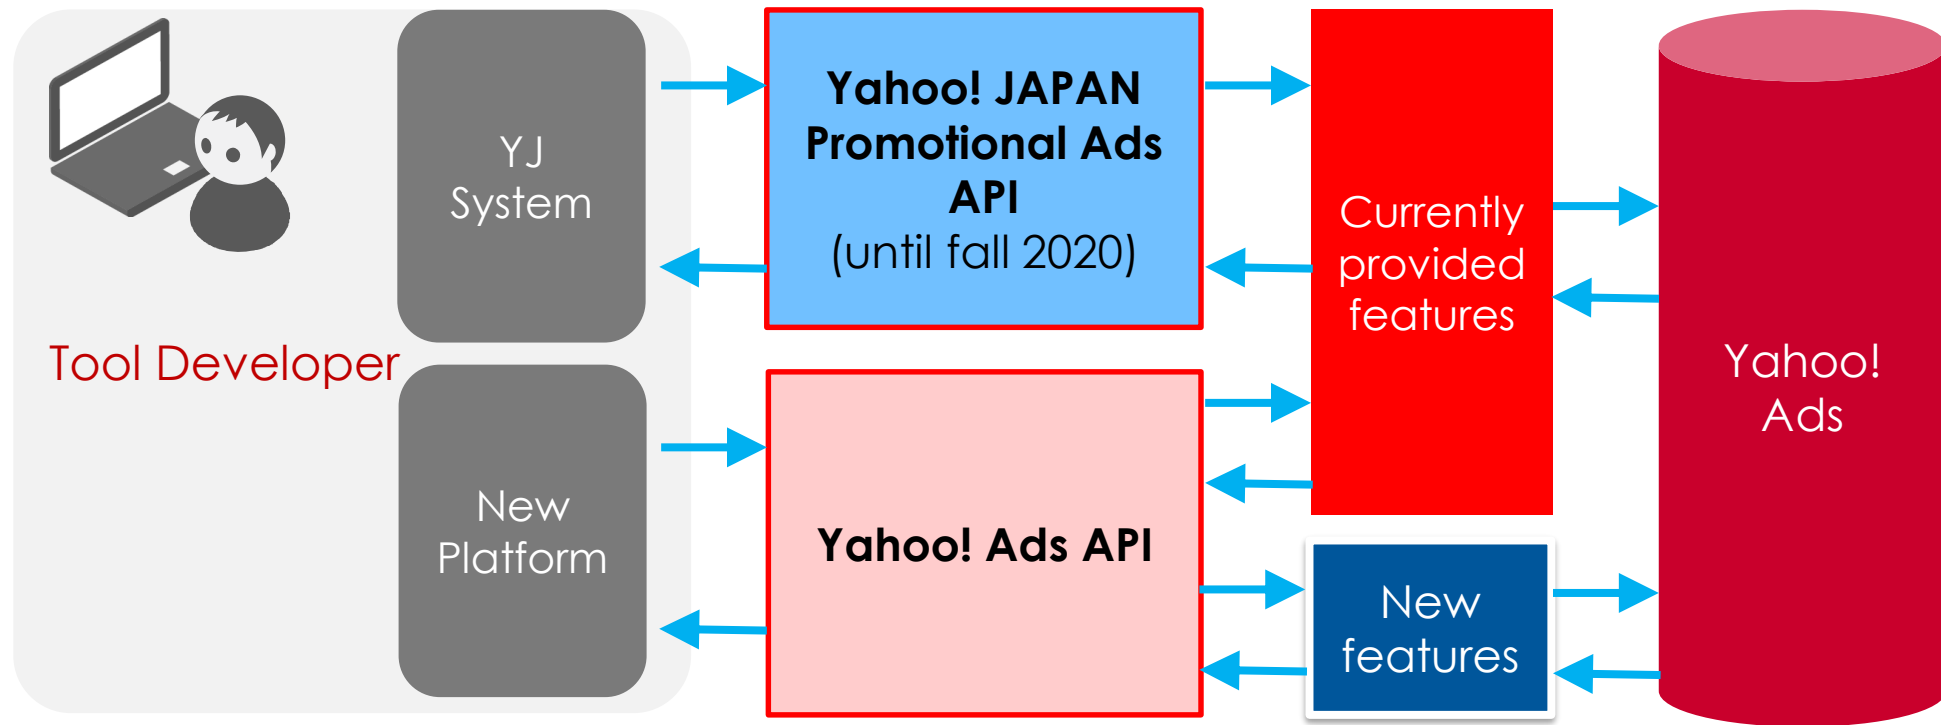 Tool Developer
YJ
System
New
Platform
Yahoo! JAPAN
Promotional Ads
API
(until fall 2020)
Yahoo! Ads API
Currently
provided
features
New
features
Yahoo!
Ads